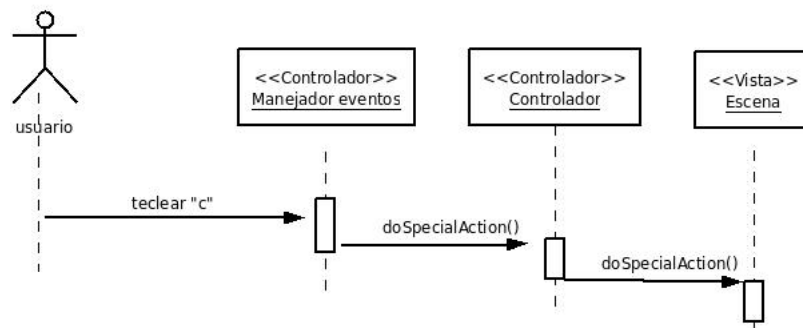 <<Controlador>>
Manejador eventos
<<Controlador>>
Controlador
<<Vista>>
Escena
usuario
teclear "c"
doSpecialAction()
doSpecialAction()